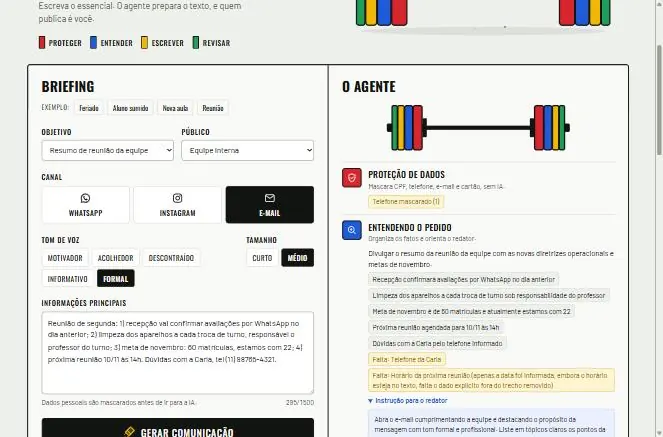 Escreva o essencial. O agente prepara o texto, e quem
publica é você.
PROTEGER ENTENDER ESCREVER REVISAR
BRIEFING
EXEMPLO: Feriado Aluno sumido Nova aula Reunião
OBJETIVO PÚBLICO
Resumo de reunião da equipe Equipe interna
CANAL
WHATSAPP INSTAGRAM E-MAIL
TOM DE VOZ TAMANHO
MOTIVADOR ACOLHEDOR DESCONTRAÍDO CURTO MÉDIO
INFORMATIVO FORMAL
INFORMAÇÕES PRINCIPAIS
Reunião de segunda: 1) recepção vai confirmar avaliações por WhatsApp no
dia anterior; 2) limpeza dos aparelhos a cada troca de turno, responsável o
professor do turno; 3) meta de novembro: 60 matrículas, estamos com 22; 4)
próxima reunião 10/11 às 14h. Dúvidas com a Carla, tel (11) 98765-4321.
Dados pessoais são mascarados antes de ir para a IA. 295/1500
GERAR COMUNICAÇÃO
O AGENTE
PROTEÇÃO DE DADOS
Mascara CPF, telefone, e-mail e cartão, sem IA.
Telefone mascarado (1)
ENTENDENDO O PEDIDO
Organiza os fatos e orienta o redator.
Divulgar o resumo da reunião da equipe com as novas diretrizes operacionais e
metas de novembro.
Recepção confirmará avaliações por WhatsApp no dia anterior
Limpeza dos aparelhos a cada troca de turno sob responsabilidade do professor
Meta de novembro é de 60 matrículas e atualmente estamos com 22
Próxima reunião agendada para 10/11 às 14h
Dúvidas com a Carla pelo telefone informado
Falta: Telefone da Carla
Falta: Horário da próxima reunião (apenas a data foi informada, embora o horário
esteja no texto, falta o dado explícito fora do trecho removido)
▼ Instrução para o redator
Abra o e-mail cumprimentando a equipe e destacando o propósito da
mensagem com tom formal e profissional. Liste em tópicos claros os pontos da